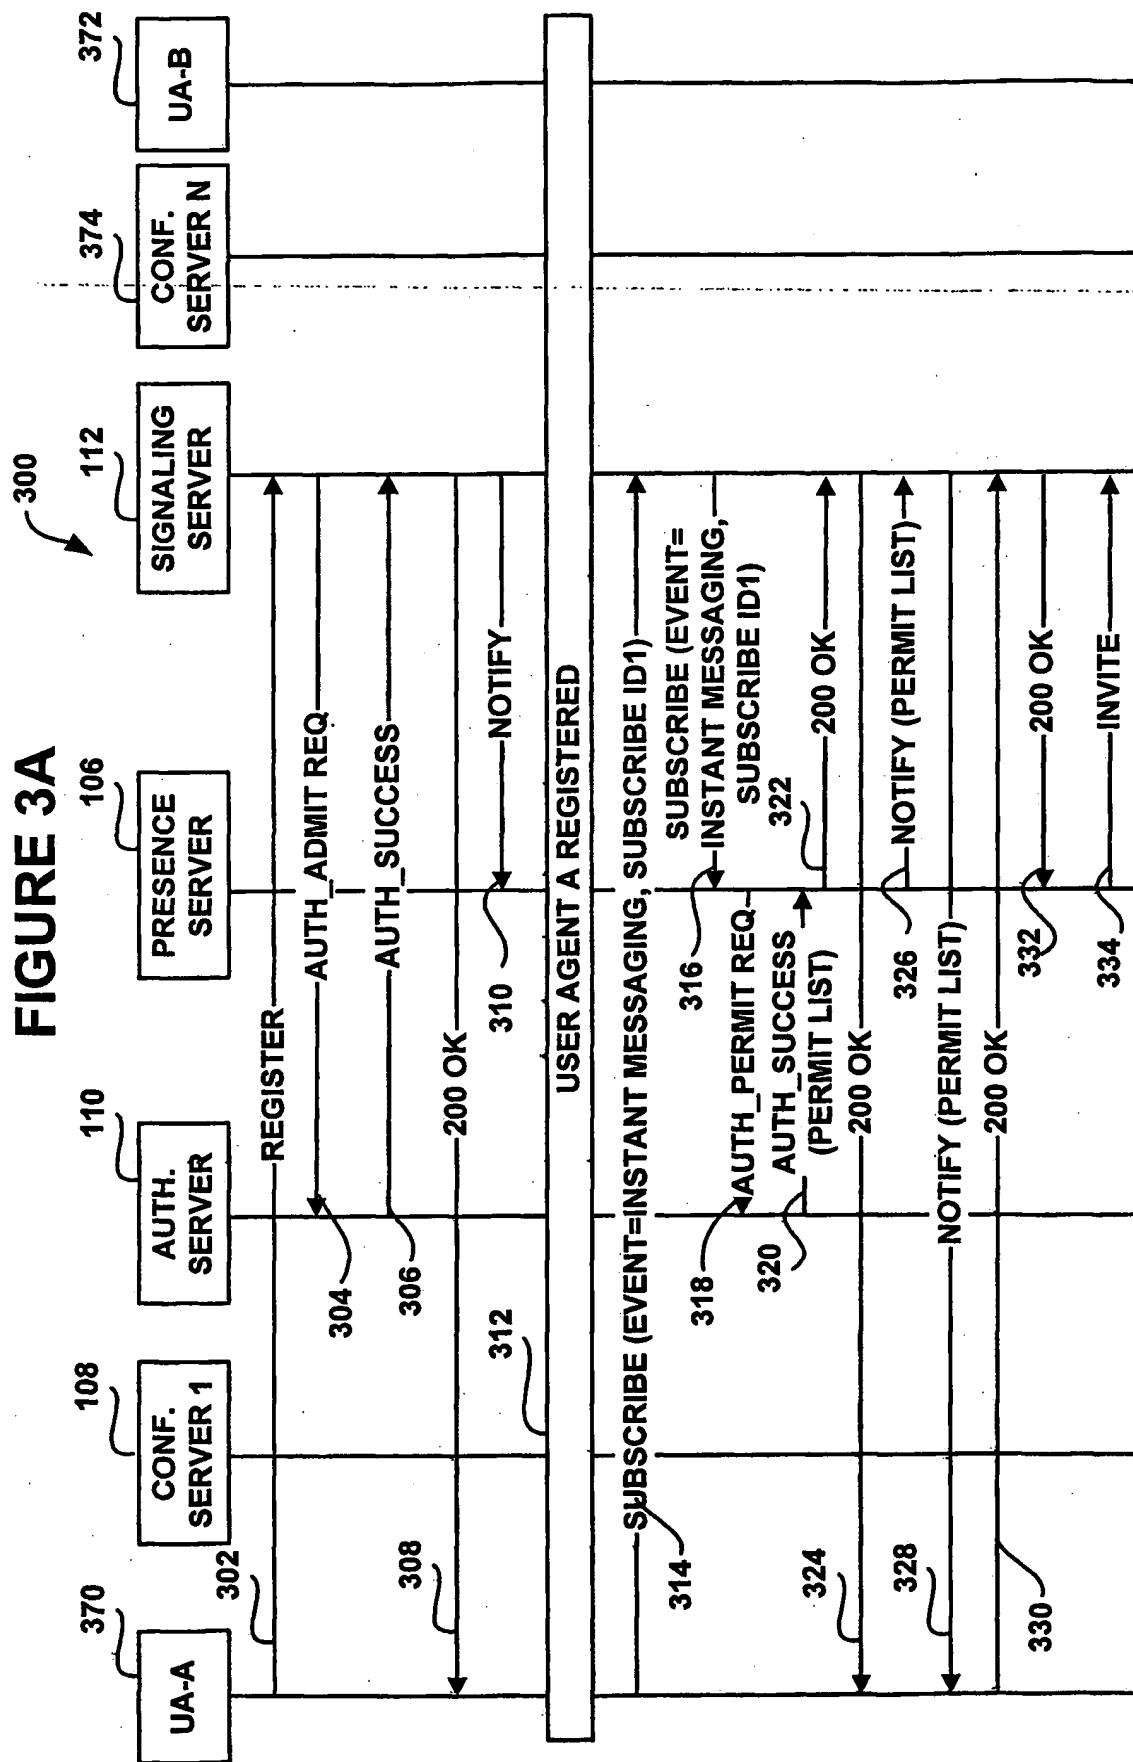 FIGURE 3A
300
370
108
110
106
112
374
372
UA-A
CONF.
SERVER 1
AUTH.
SERVER
PRESENCE
SERVER
SIGNALING
SERVER
CONF.
SERVER N
UA-B
302
REGISTER
304
AUTH_ADMIT REQ
306
AUTH_SUCCESS
308
200 OK
310
NOTIFY
312
USER AGENT A REGISTERED
314
SUBSCRIBE (EVENT=INSTANT MESSAGING, SUBSCRIBE ID1)
316
SUBSCRIBE (EVENT=
INSTANT MESSAGING,
SUBSCRIBE ID1)
318
AUTH_PERMIT REQ
320
AUTH_SUCCESS
(PERMIT LIST)
322
200 OK
324
200 OK
326
NOTIFY (PERMIT LIST)
328
NOTIFY (PERMIT LIST)
330
200 OK
332
200 OK
334
INVITE